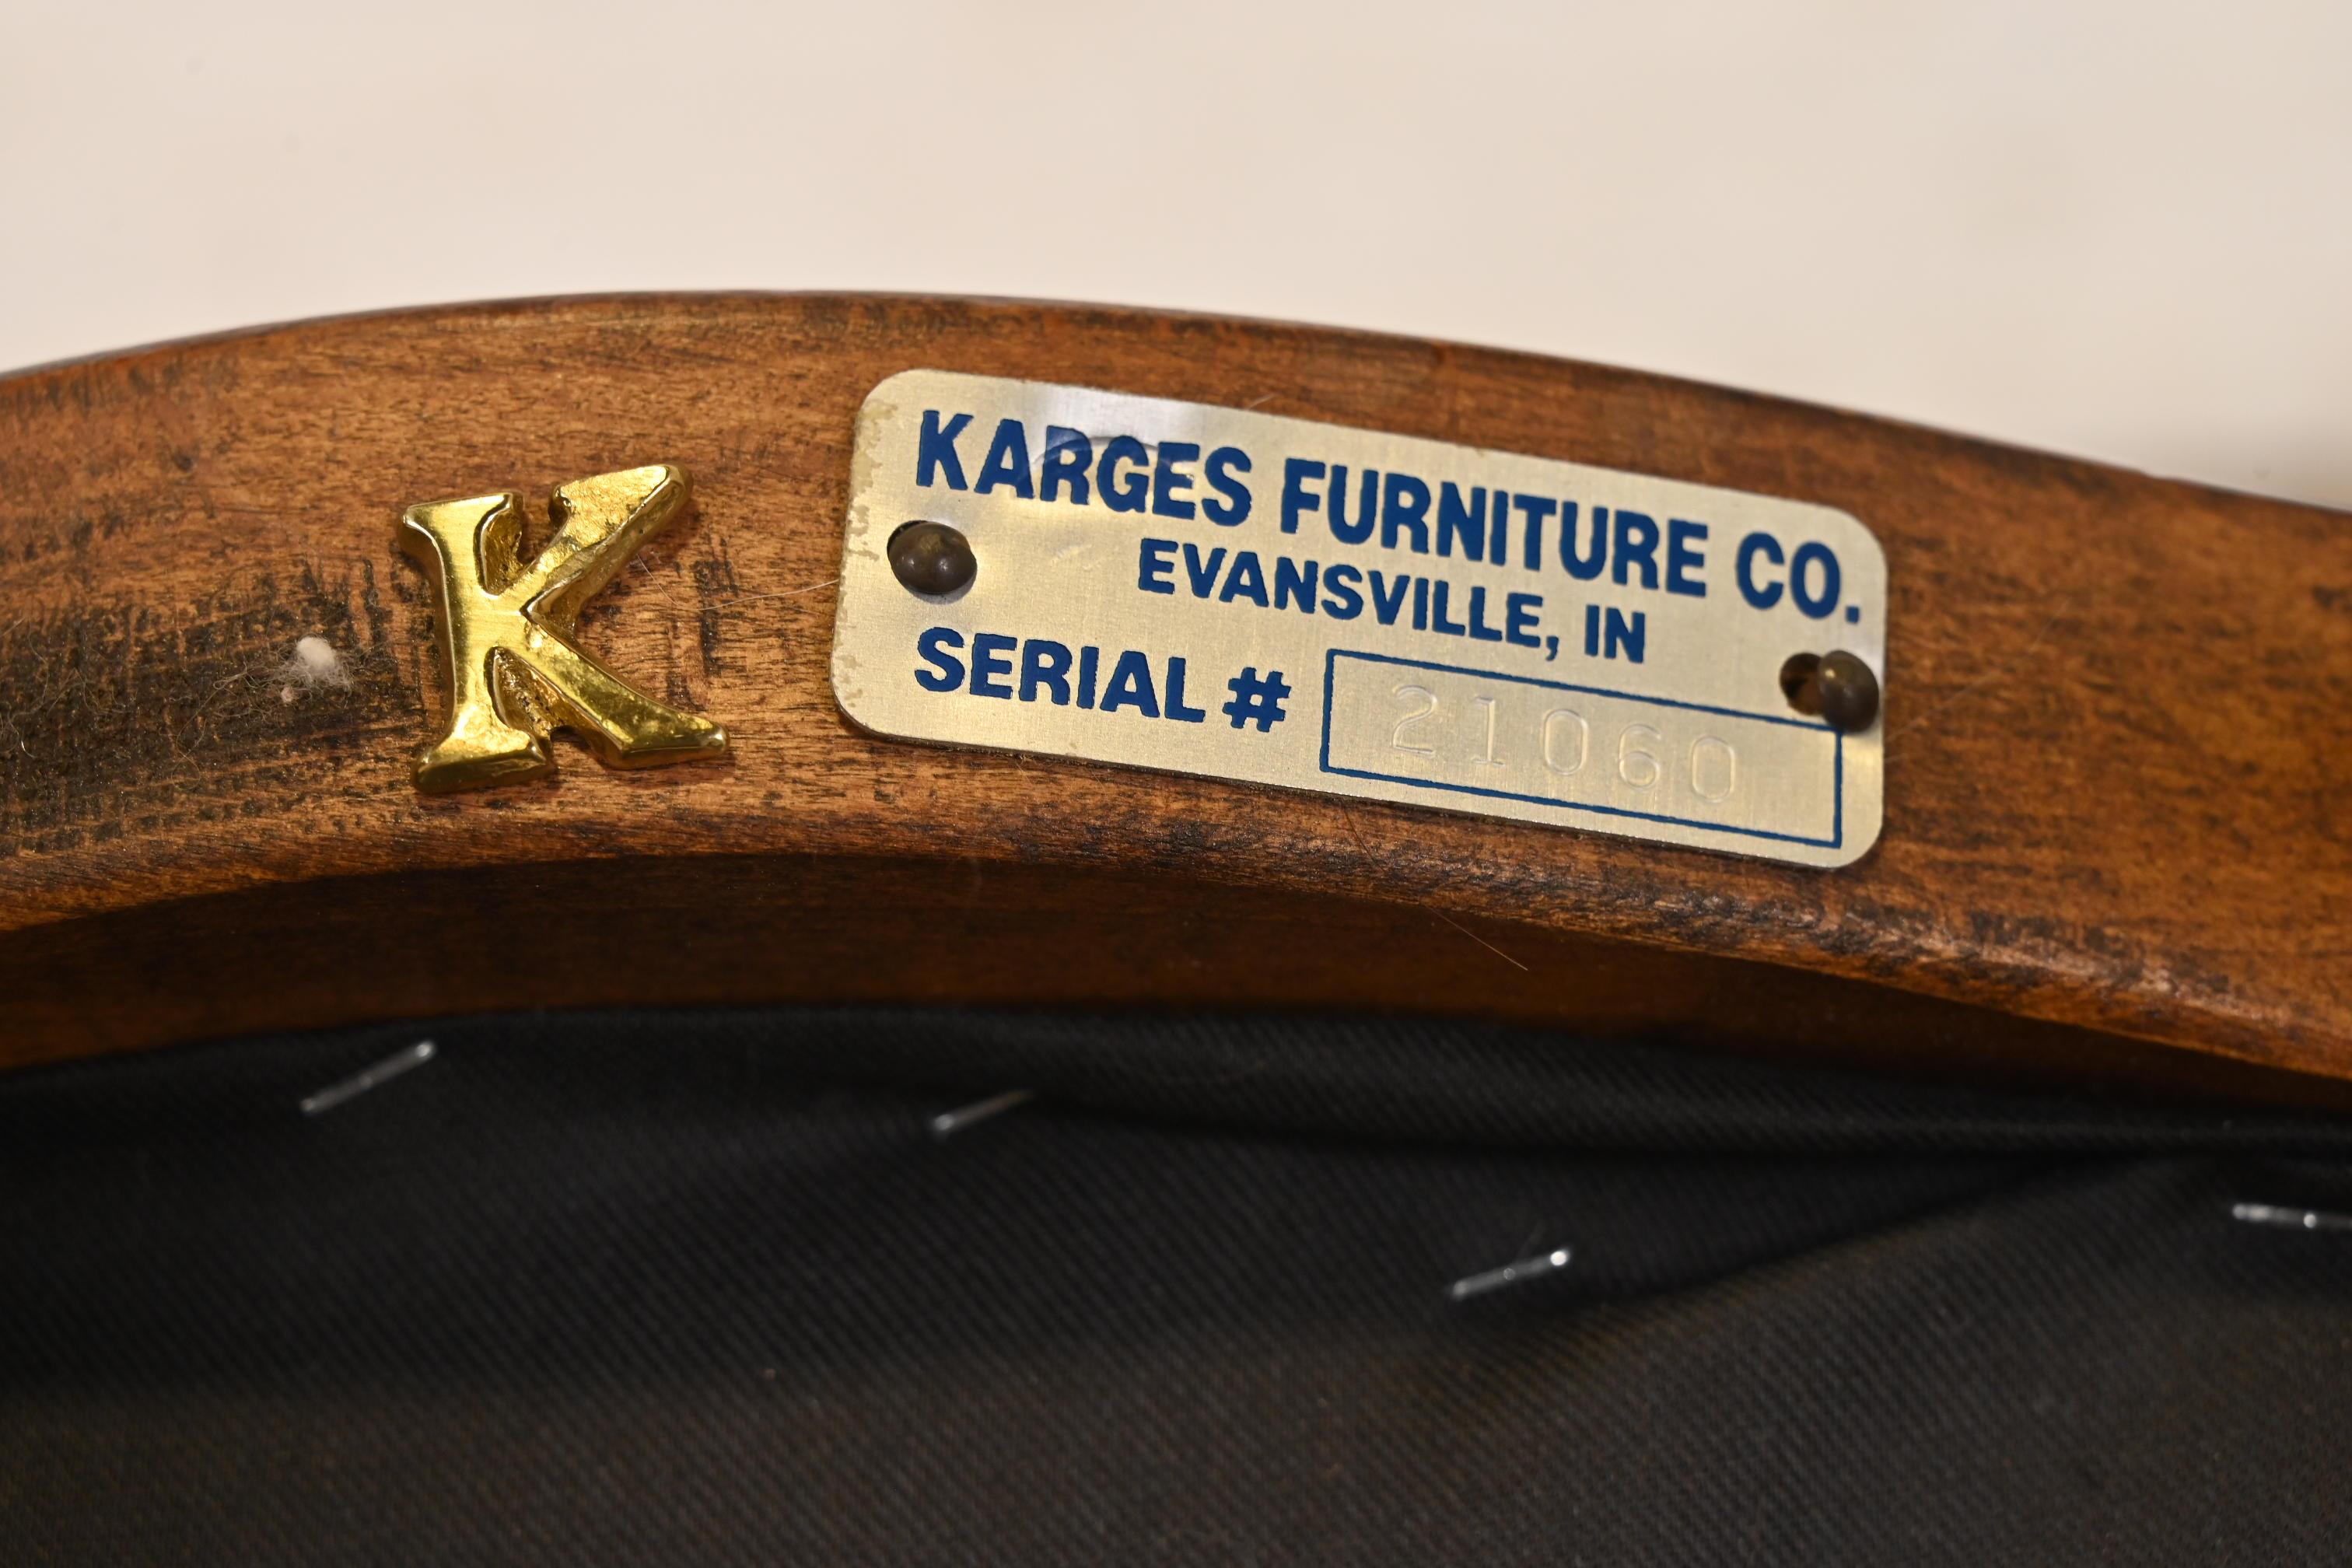 K
KARGES FURNITURE CO.
EVANSVILLE, IN
SERIAL # 21060